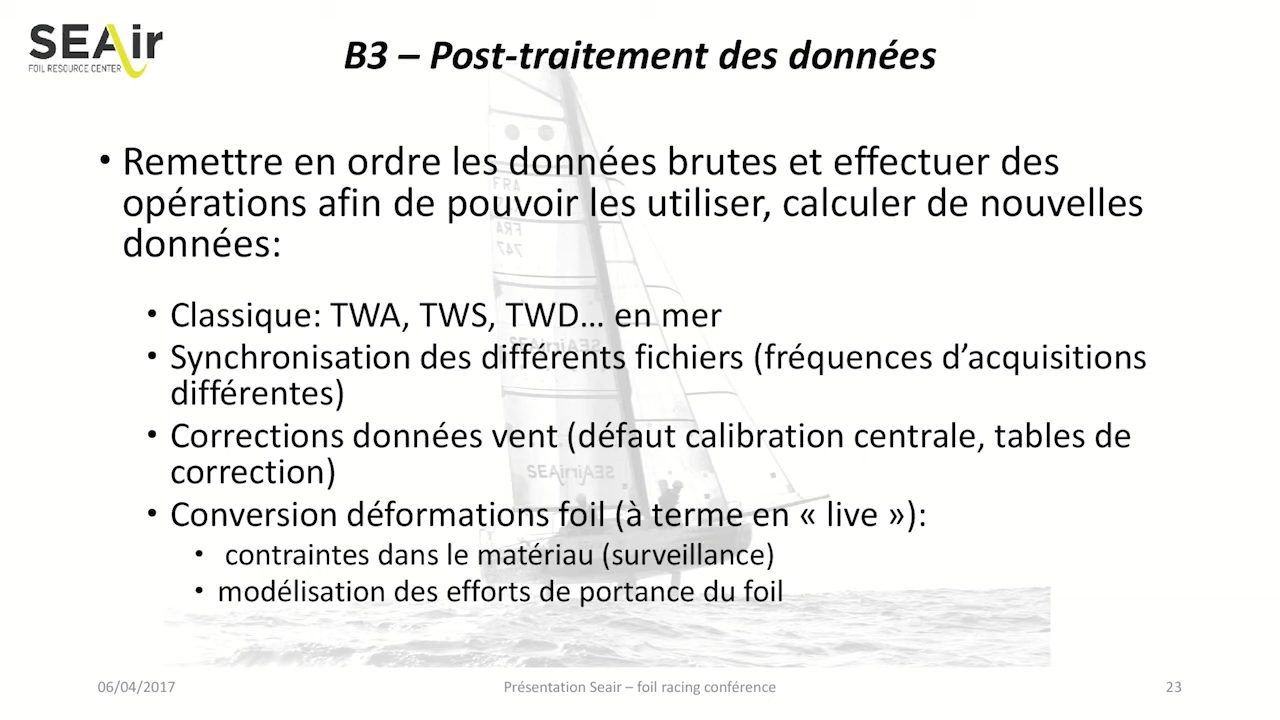 SEAir
FOIL RESOURCE CENTER
B3 – Post-traitement des données
• Remettre en ordre les données brutes et effectuer des
opérations afin de pouvoir les utiliser, calculer de nouvelles
données:
• Classique: TWA, TWS, TWD… en mer
• Synchronisation des différents fichiers (fréquences d’acquisitions
différentes)
• Corrections données vent (défaut calibration centrale, tables de
correction)
• Conversion déformations foil (à terme en « live »):
• contraintes dans le matériau (surveillance)
• modélisation des efforts de portance du foil
FRA
FRA
747
SEAir
06/04/2017
Présentation Seair – foil racing conférence
23